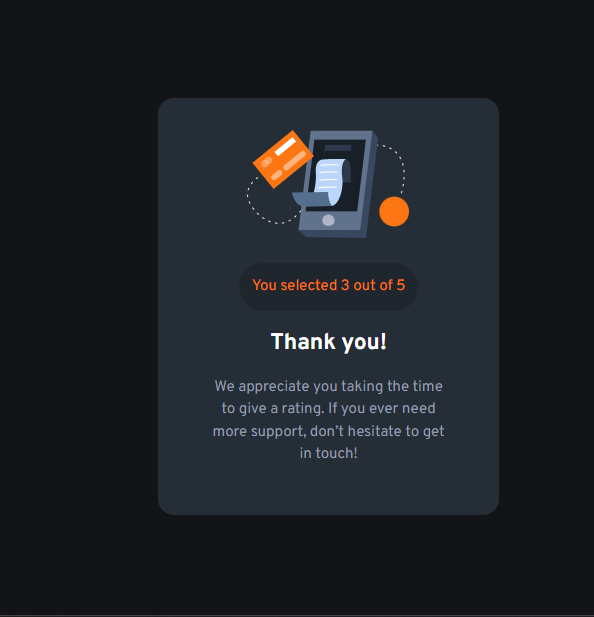 You selected 3 out of 5
Thank you!
We appreciate you taking the time
to give a rating. If you ever need
more support, don’t hesitate to get
in touch!